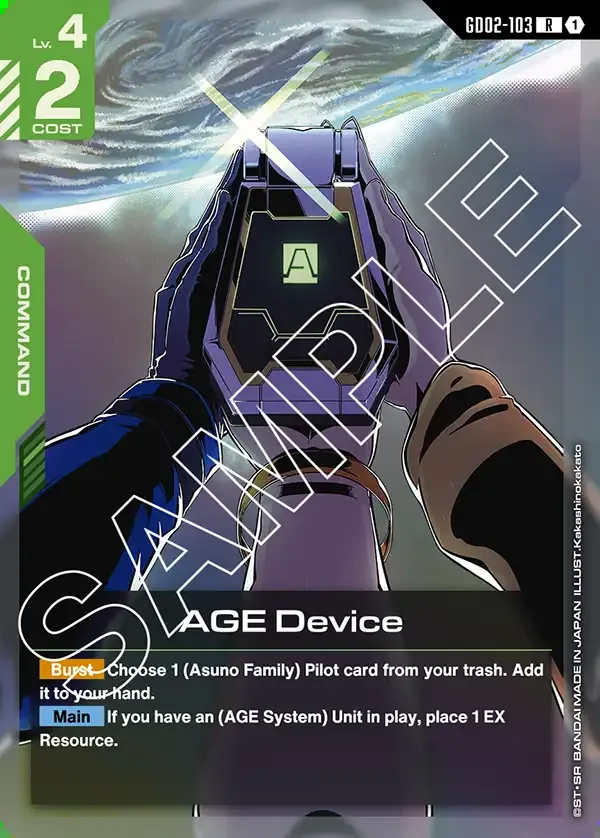 GD02-103 R 1
Lv. 4
2
COST
COMMAND
A
SAMPLE
AGE Device
Burst Choose 1 (Asuno Family) Pilot card from your trash. Add
it to your hand.
Main If you have an (AGE System) Unit in play, place 1 EX
Resource.
©ST・SR BANDAI MADE IN JAPAN ILLUST.Kakashinokakato